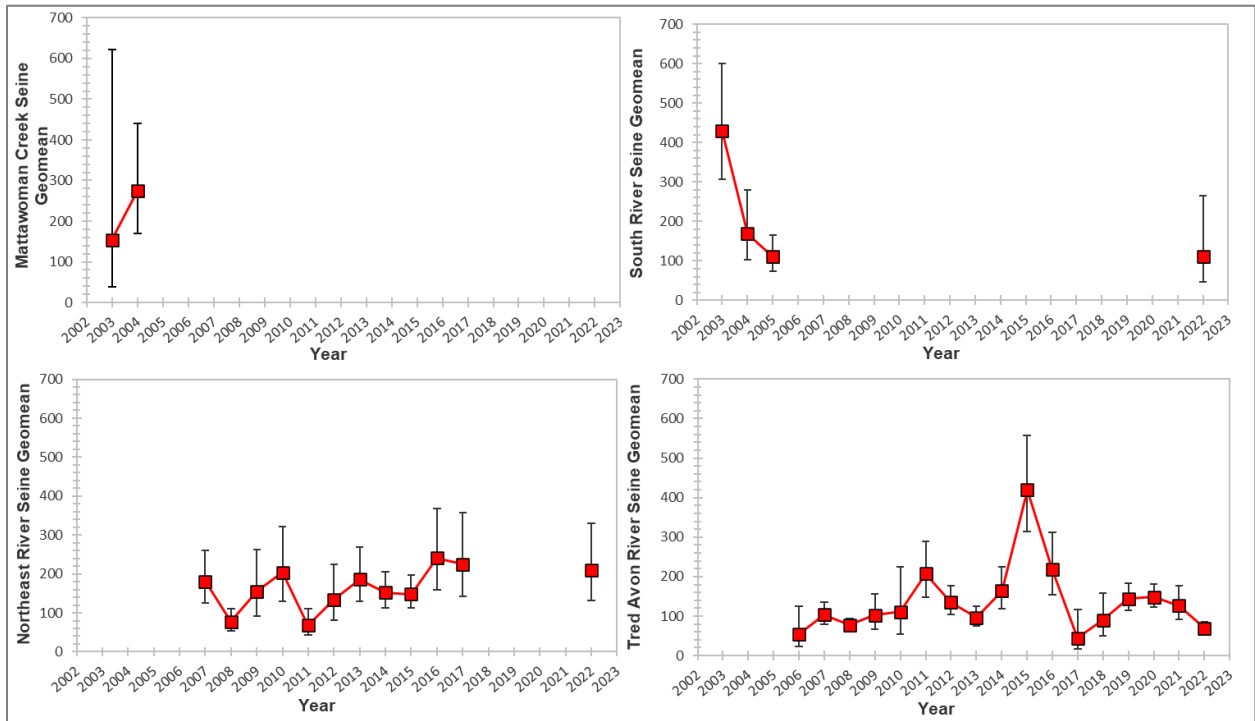 Mattawoman Creek Seine
Geomean
700
600
500
400
300
200
100
0
2002 2003 2004 2005 2006 2007 2008 2009 2010 2011 2012 2013 2014 2015 2016 2017 2018 2019 2020 2021 2022 2023
Year
South River Seine Geomean
700
600
500
400
300
200
100
0
2002 2003 2004 2005 2006 2007 2008 2009 2010 2011 2012 2013 2014 2015 2016 2017 2018 2019 2020 2021 2022 2023
Year
Northeast River Seine Geomean
700
600
500
400
300
200
100
0
2002 2003 2004 2005 2006 2007 2008 2009 2010 2011 2012 2013 2014 2015 2016 2017 2018 2019 2020 2021 2022 2023
Year
Tred Avon River Seine Geomean
700
600
500
400
300
200
100
0
2002 2003 2004 2005 2006 2007 2008 2009 2010 2011 2012 2013 2014 2015 2016 2017 2018 2019 2020 2021 2022 2023
Year